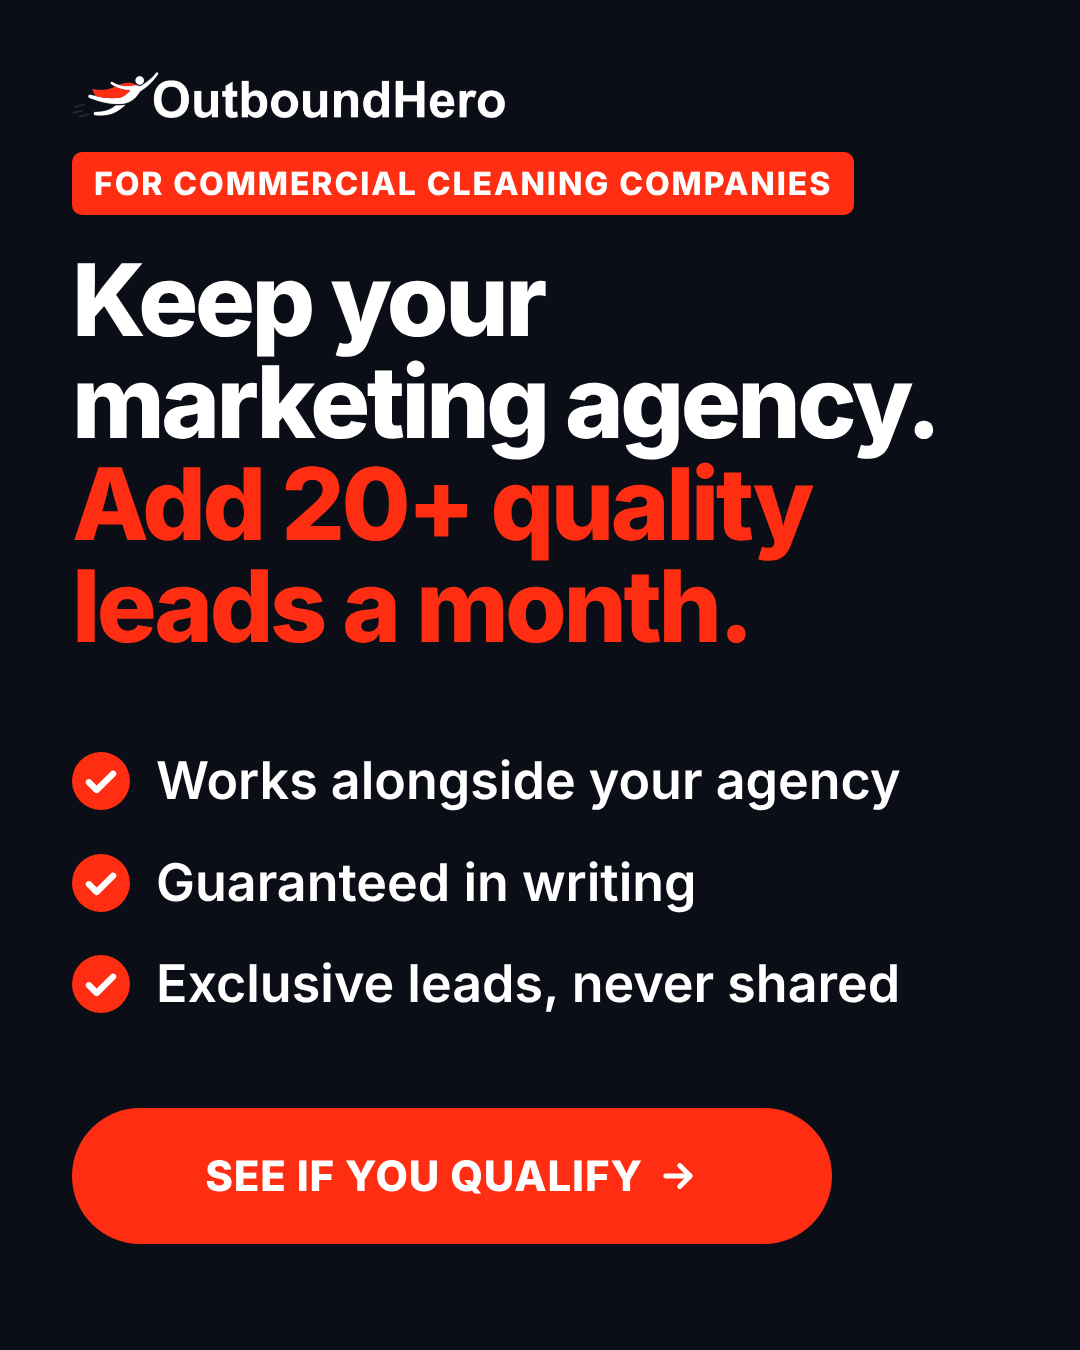 OutboundHero
FOR COMMERCIAL CLEANING COMPANIES
Keep your
marketing agency.
Add 20+ quality
leads a month.
Works alongside your agency
Guaranteed in writing
Exclusive leads, never shared
SEE IF YOU QUALIFY →